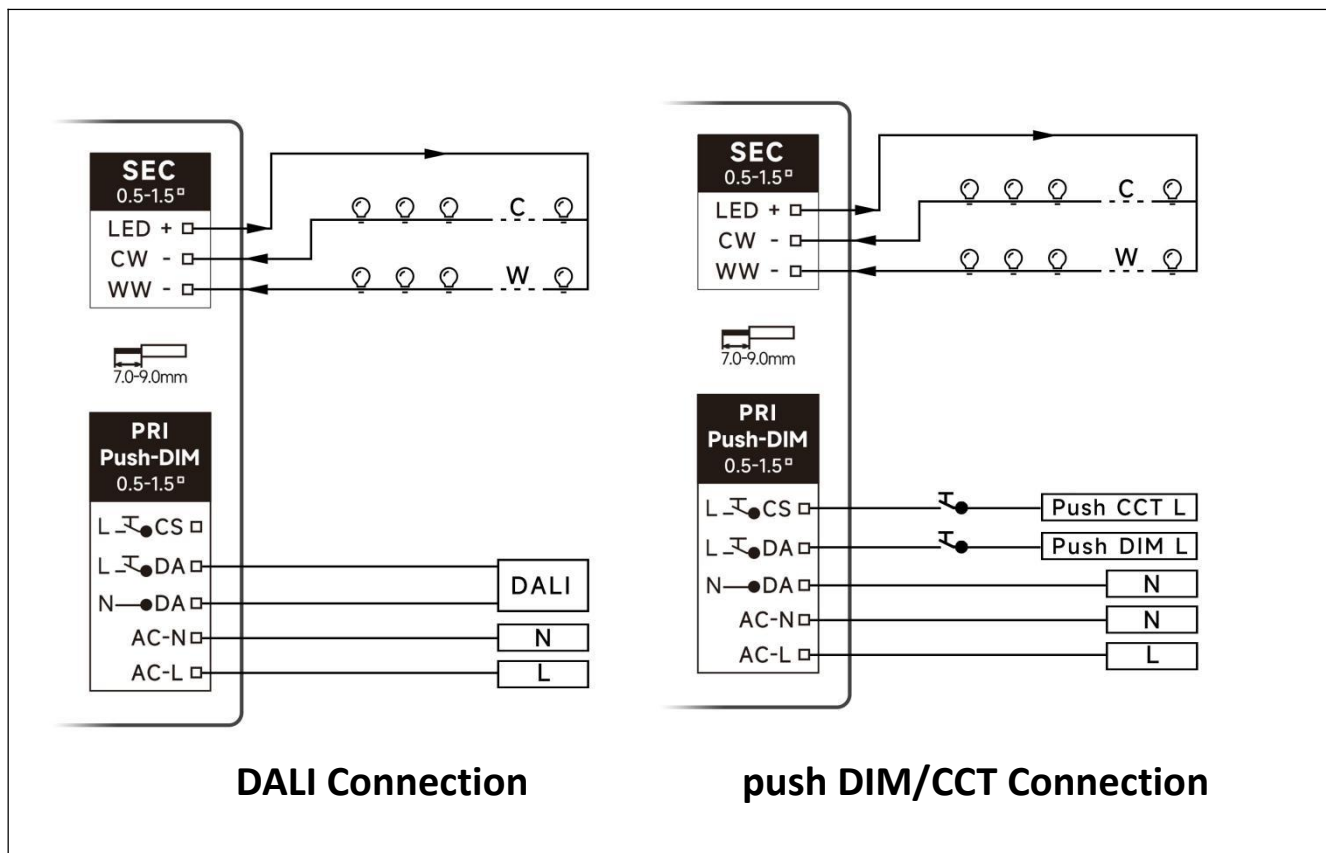 SEC
0.5-1.5▫
LED +
CW -
WW -
C
W
7.0-9.0mm
PRI
Push-DIM
0.5-1.5▫
L CS
L DA
N DA
AC-N
AC-L
DALI
N
L
DALI Connection
SEC
0.5-1.5▫
LED +
CW -
WW -
C
W
7.0-9.0mm
PRI
Push-DIM
0.5-1.5▫
L CS
L DA
N DA
AC-N
AC-L
Push CCT L
Push DIM L
N
N
L
push DIM/CCT Connection